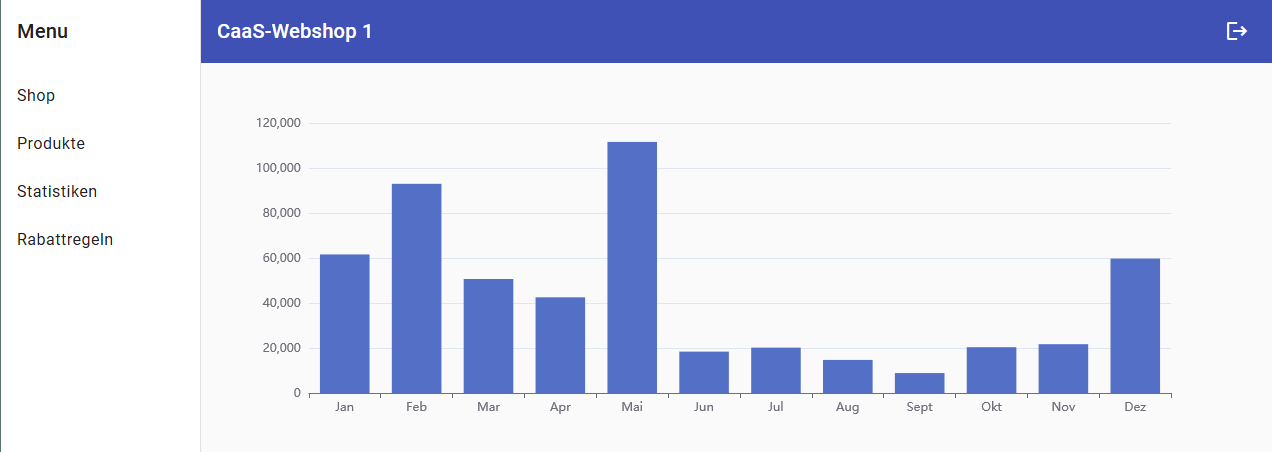 Menu
CaaS-Webshop 1
Shop
Produkte
Statistiken
Rabattregeln
120,000
100,000
80,000
60,000
40,000
20,000
0
Jan Feb Mar Apr Mai Jun Jul Aug Sept Okt Nov Dez